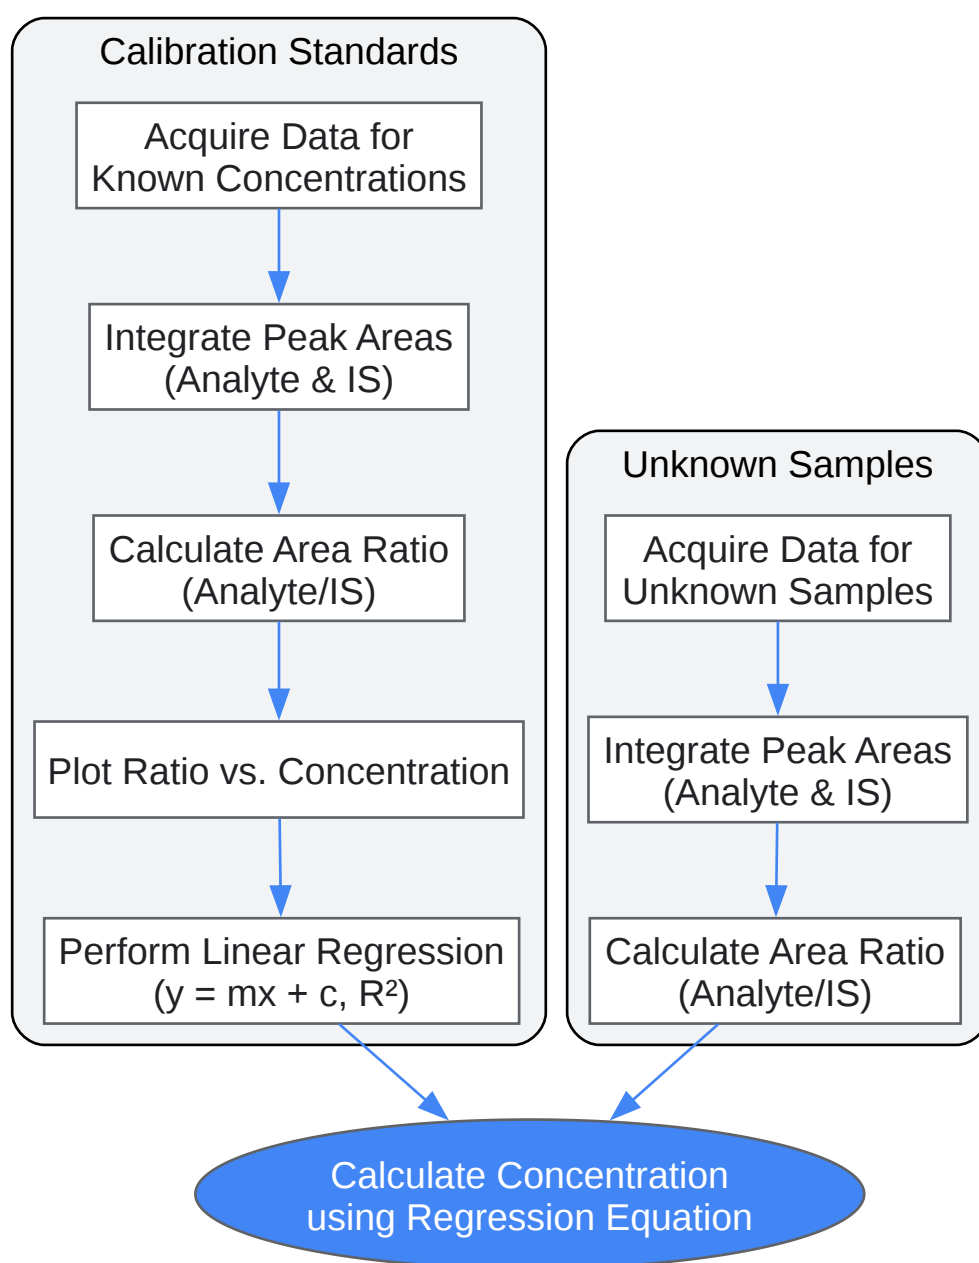 Calibration Standards
Acquire Data for
Known Concentrations
Integrate Peak Areas
(Analyte & IS)
Calculate Area Ratio
(Analyte/IS)
Plot Ratio vs. Concentration
Perform Linear Regression
(y = mx + c, R²)
Unknown Samples
Acquire Data for
Unknown Samples
Integrate Peak Areas
(Analyte & IS)
Calculate Area Ratio
(Analyte/IS)
Calculate Concentration
using Regression Equation